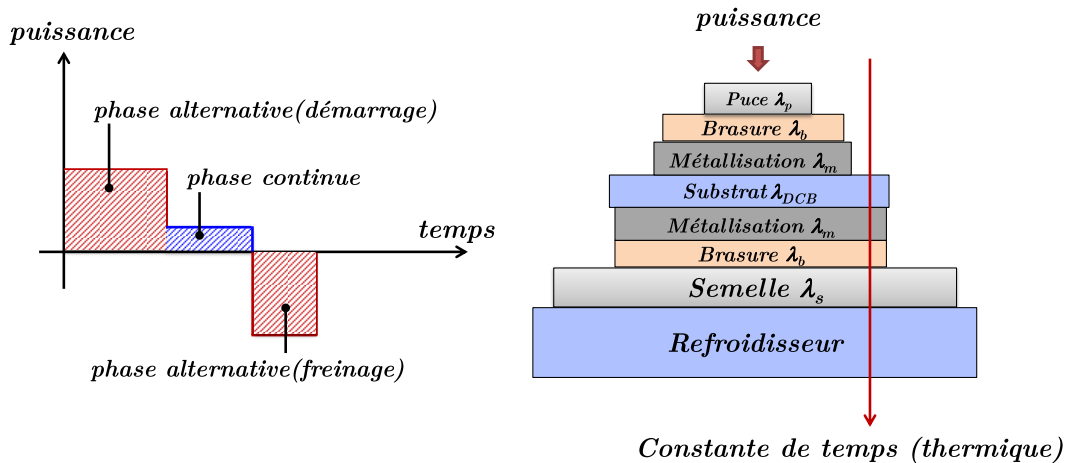 puissance
phase alternative(démarrage)
phase continue
temps
phase alternative(freinage)
puissance
Puce λp
Brasure λb
Métallisation λm
Substrat λDCB
Métallisation λm
Brasure λb
Semelle λs
Refroidisseur
Constante de temps (thermique)